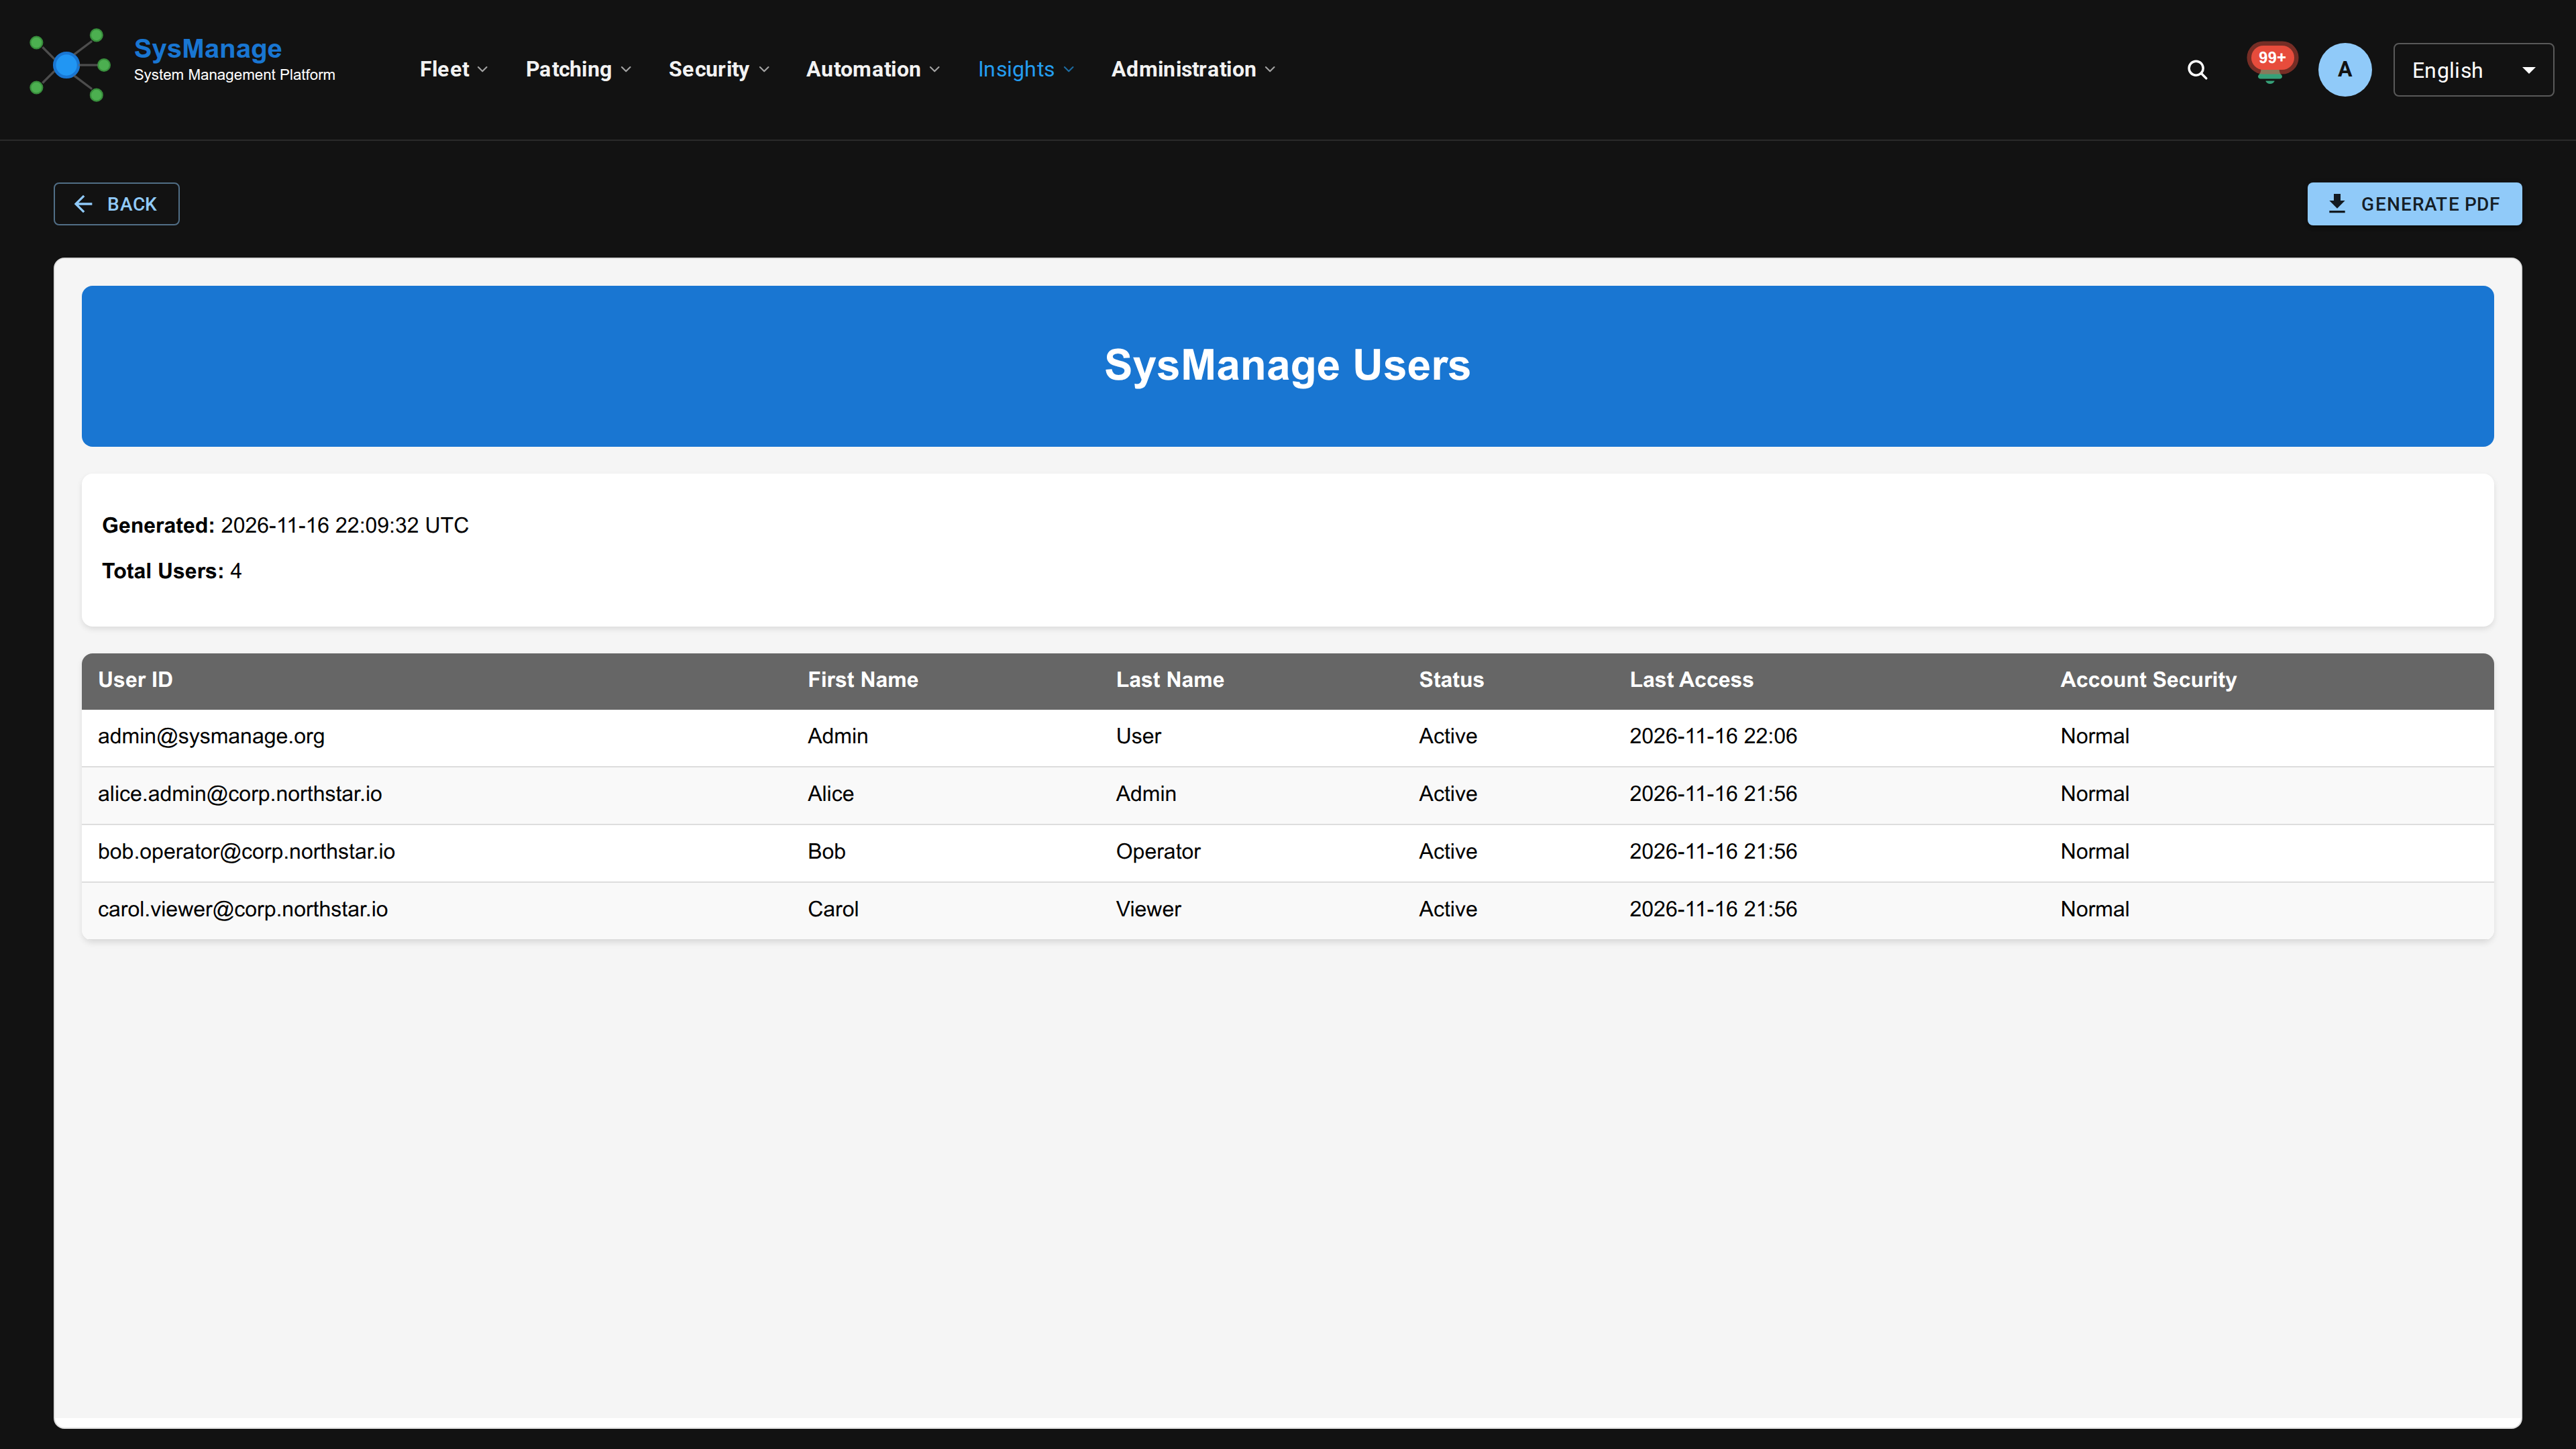 SysManage
System Management Platform
Fleet Patching Security Automation Insights Administration
99+ A English
BACK GENERATE PDF
SysManage Users
Generated: 2026-11-16 22:09:32 UTC
Total Users: 4
User ID First Name Last Name Status Last Access Account Security
admin@sysmanage.org Admin User Active 2026-11-16 22:06 Normal
alice.admin@corp.northstar.io Alice Admin Active 2026-11-16 21:56 Normal
bob.operator@corp.northstar.io Bob Operator Active 2026-11-16 21:56 Normal
carol.viewer@corp.northstar.io Carol Viewer Active 2026-11-16 21:56 Normal